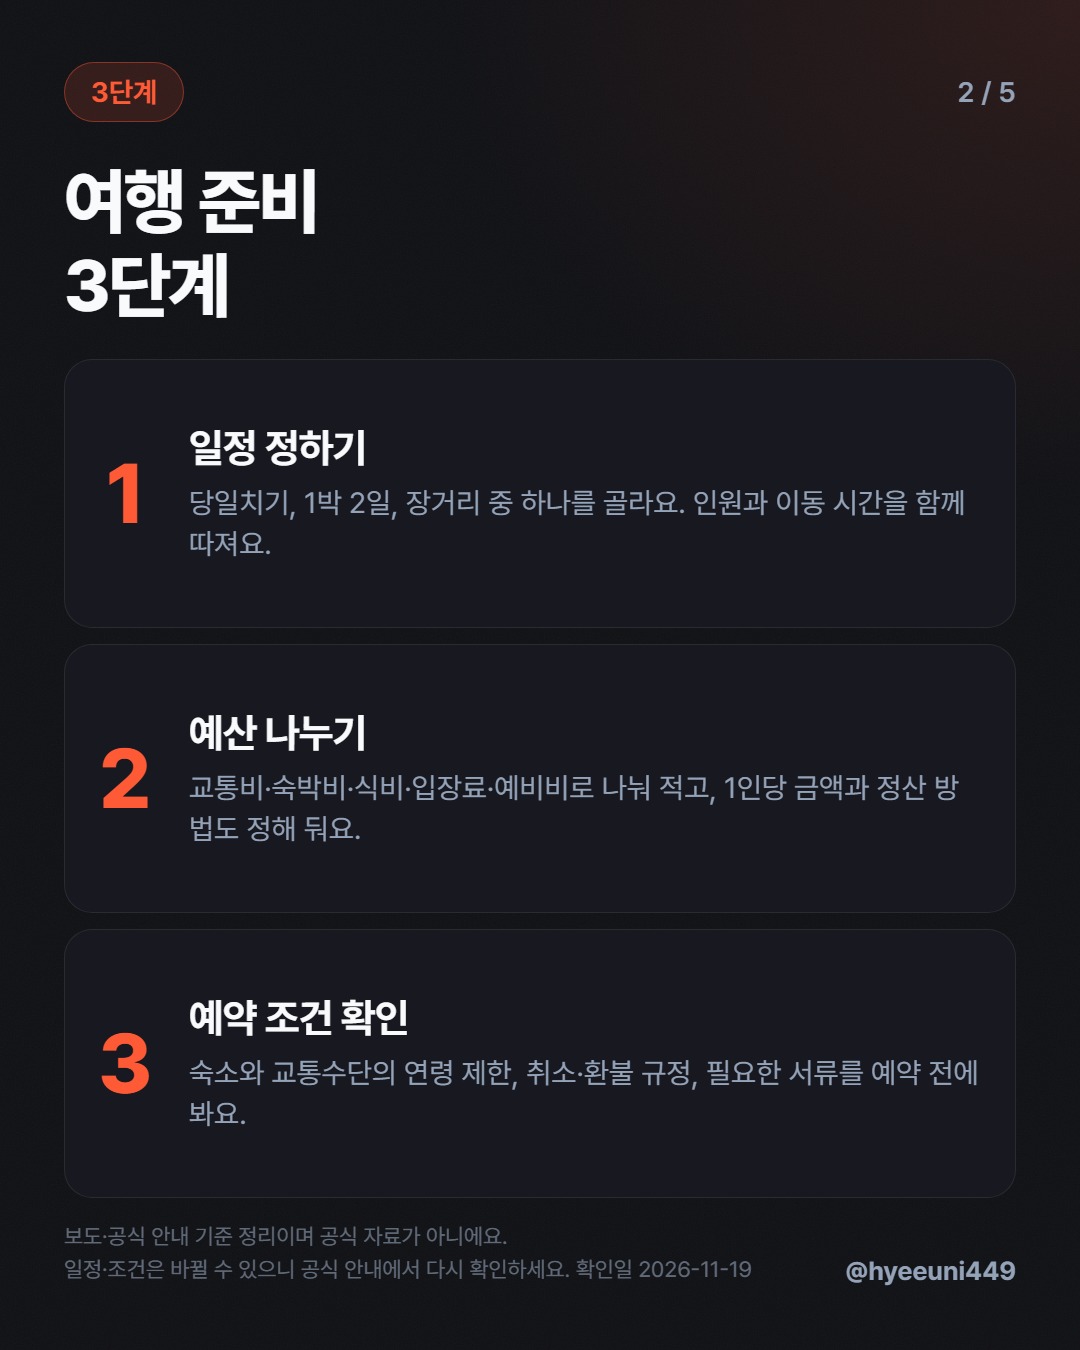 3단계
2 / 5
여행 준비
3단계
1
일정 정하기
당일치기, 1박 2일, 장거리 중 하나를 골라요. 인원과 이동 시간을 함께
따져요.
2
예산 나누기
교통비·숙박비·식비·입장료·예비비로 나눠 적고, 1인당 금액과 정산 방
법도 정해 둬요.
3
예약 조건 확인
숙소와 교통수단의 연령 제한, 취소·환불 규정, 필요한 서류를 예약 전에
봐요.
보도·공식 안내 기준 정리이며 공식 자료가 아니에요.
일정·조건은 바뀔 수 있으니 공식 안내에서 다시 확인하세요. 확인일 2026-11-19
@hyeeuni449